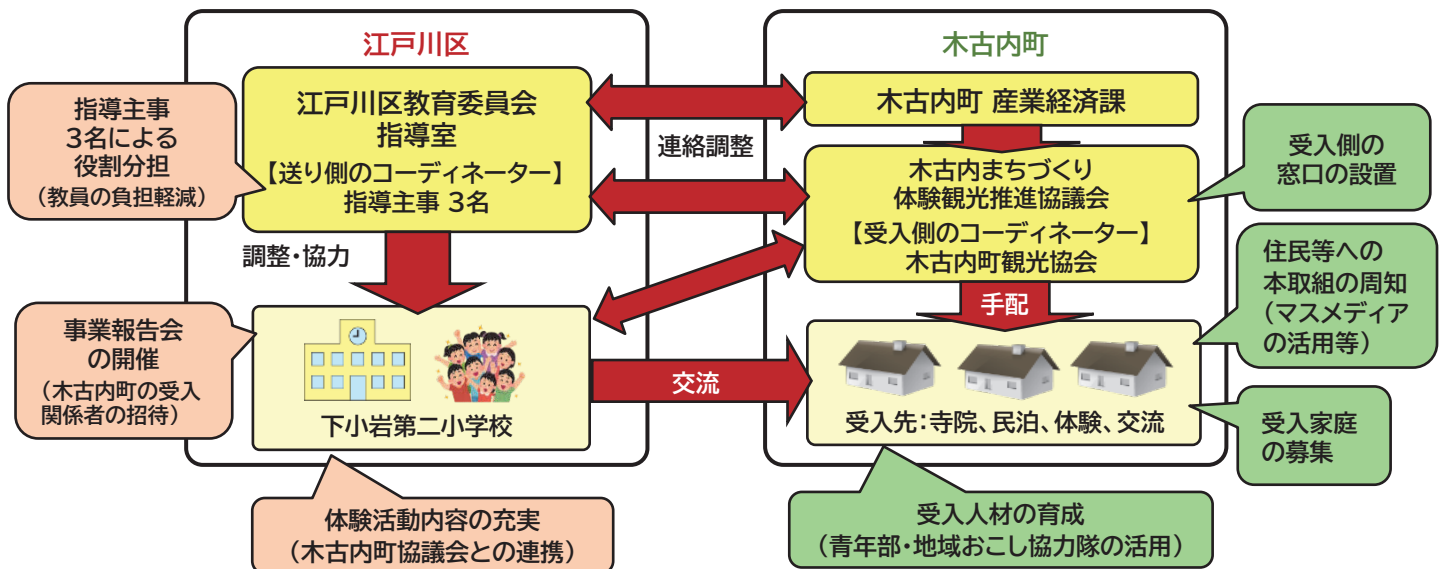 江戸川区
江戸川区教育委員会
指導室
【送り側のコーディネーター】
指導主事 3名
指導主事
3名による
役割分担
(教員の負担軽減)
調整・協力
事業報告会
の開催
(木古内町の受入
関係者の招待)
下小岩第二小学校
体験活動内容の充実
(木古内町協議会との連携)
連絡調整
交流
木古内町
木古内町 産業経済課
木古内まちづくり
体験観光推進協議会
【受入側のコーディネーター】
木古内町観光協会
手配
受入先:寺院、民泊、体験、交流
受入側の
窓口の設置
住民等への
本取組の周知
(マスメディア
の活用等)
受入家庭
の募集
受入人材の育成
(青年部・地域おこし協力隊の活用)